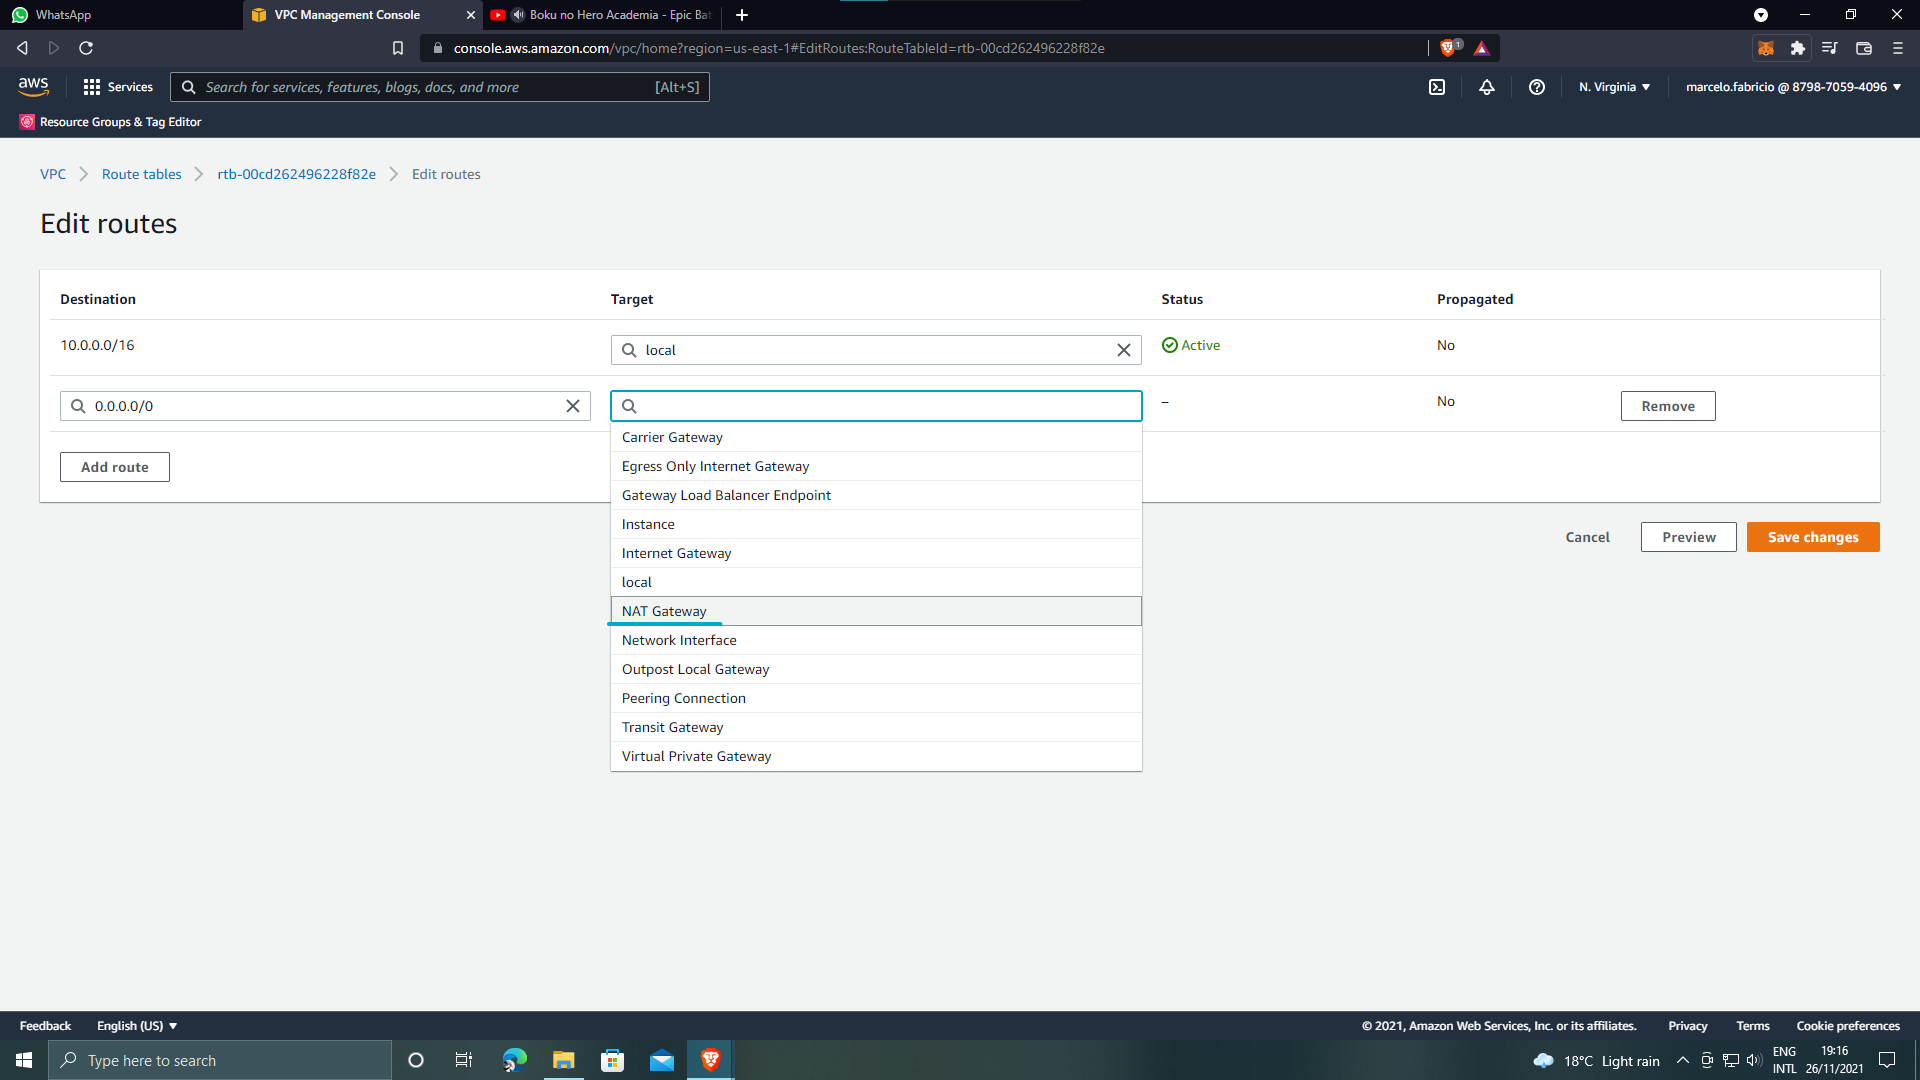 WhatsApp
VPC Management Console
Boku no Hero Academia - Epic Bat
console.aws.amazon.com/vpc/home?region=us-east-1#EditRoutes:RouteTableId=rtb-00cd262496228f82e
1
aws
Services
Search for services, features, blogs, docs, and more
[Alt+S]
N. Virginia
marcelo.fabricio @ 8798-7059-4096
Resource Groups & Tag Editor
VPC
Route tables
rtb-00cd262496228f82e
Edit routes
Edit routes
Destination
Target
Status
Propagated
10.0.0.0/16
local
Active
No
0.0.0.0/0
–
No
Remove
Carrier Gateway
Egress Only Internet Gateway
Gateway Load Balancer Endpoint
Instance
Internet Gateway
local
NAT Gateway
Network Interface
Outpost Local Gateway
Peering Connection
Transit Gateway
Virtual Private Gateway
Add route
Cancel
Preview
Save changes
Feedback
English (US)
© 2021, Amazon Web Services, Inc. or its affiliates.
Privacy
Terms
Cookie preferences
Type here to search
18°C Light rain
ENG
INTL
19:16
26/11/2021